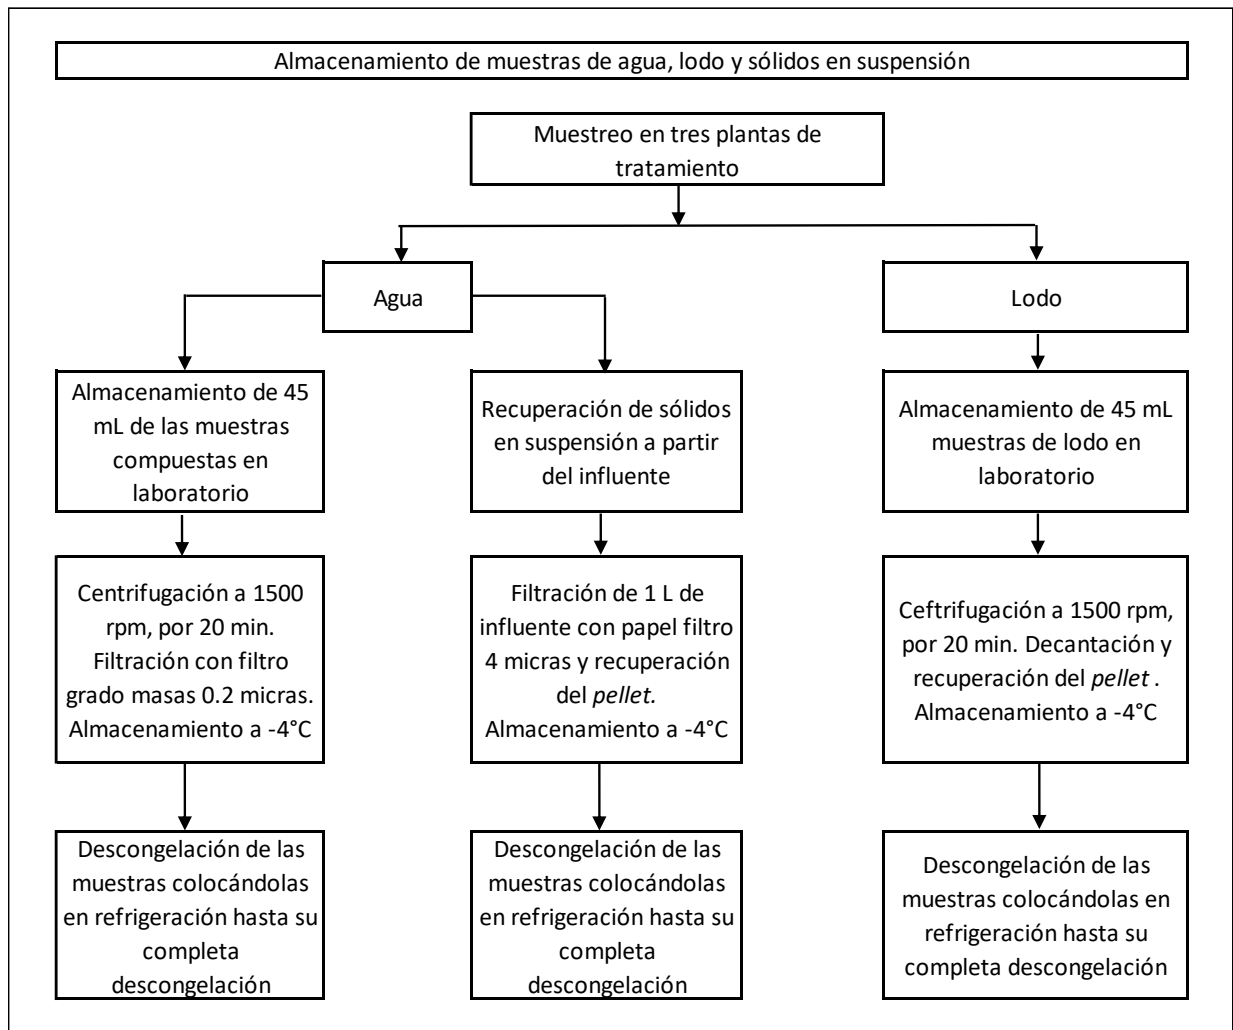 Almacenamiento de muestras de agua, lodo y sólidos en suspensión
Muestreo en tres plantas de
tratamiento
Agua
Lodo
Almacenamiento de 45
mL de las muestras
compuestas en
laboratorio
Recuperación de sólidos
en suspensión a partir
del influente
Almacenamiento de 45 mL
muestras de lodo en
laboratorio
Centrifugación a 1500
rpm, por 20 min.
Filtración con filtro
grado masas 0.2 micras.
Almacenamiento a -4°C
Filtración de 1 L de
influente con papel filtro
4 micras y recuperación
del pellet.
Almacenamiento a -4°C
Ceftrifugación a 1500 rpm,
por 20 min. Decantación y
recuperación del pellet .
Almacenamiento a -4°C
Descongelación de las
muestras colocándolas
en refrigeración hasta su
completa
descongelación
Descongelación de las
muestras colocándolas
en refrigeración hasta su
completa
descongelación
Descongelación de las
muestras colocándolas en
refrigeración hasta su
completa descongelación